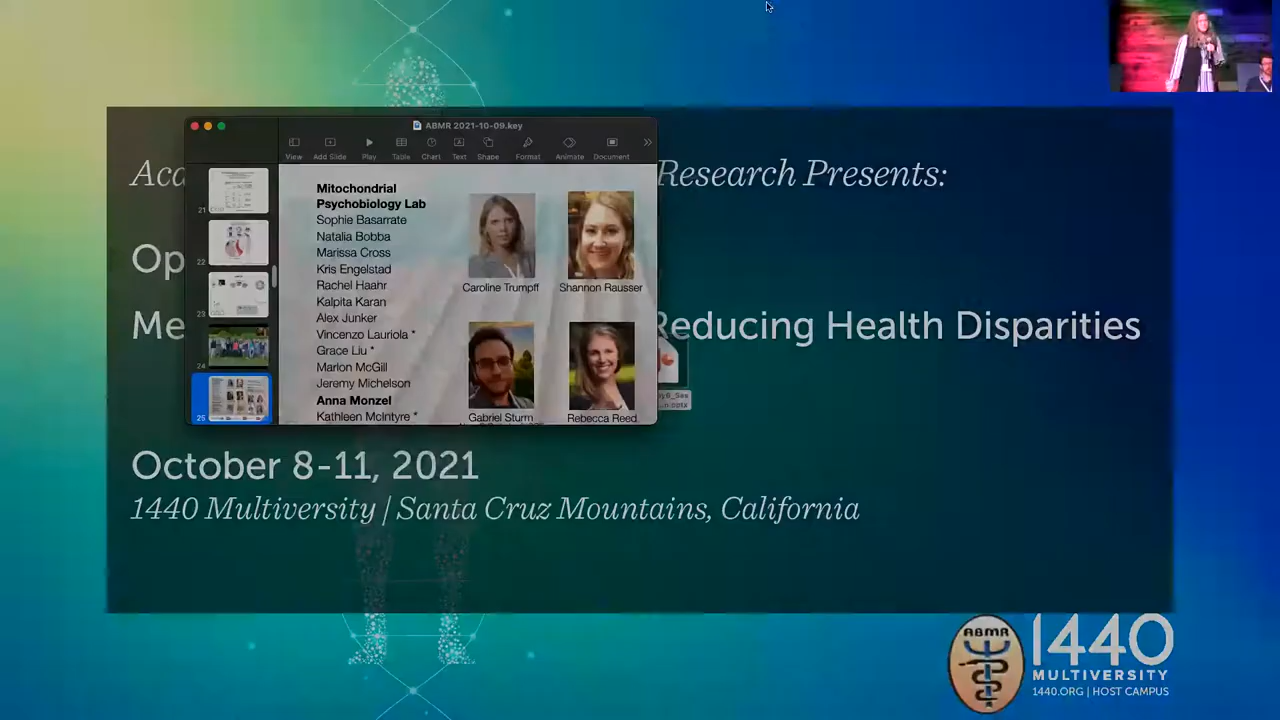 Aca
Research Presents:
Op
Me
Reducing Health Disparities
ABMR 2021-10-09.key
View
Add Slide
Play
Table
Chart
Text
Shape
Format
Animate
Document
21
22
23
24
25
Mitochondrial
Psychobiology Lab
Sophie Basarrate
Natalia Bobba
Marissa Cross
Kris Engelstad
Rachel Haahr
Kalpita Karan
Alex Junker
Vincenzo Lauriola *
Grace Liu *
Marlon McGill
Jeremy Michelson
Anna Monzel
Kathleen McIntyre *
Caroline Trumpff
Shannon Rausser
Gabriel Sturm
Rebecca Reed
October 8-11, 2021
1440 Multiversity | Santa Cruz Mountains, California
ABMR
1440
MULTIVERSITY
1440.ORG | HOST CAMPUS